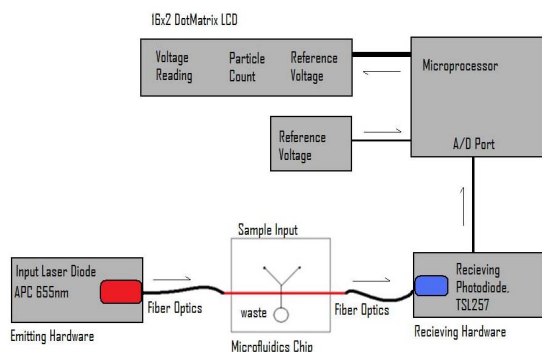 16x2 DotMatrix LCD
Voltage Reading
Particle Count
Reference Voltage
Microprocessor
A/D Port
Reference Voltage
Sample Input
Input Laser Diode
APC 655nm
Fiber Optics
waste
Fiber Optics
Recieving
Photodiode,
TSL257
Emitting Hardware
Microfluidics Chip
Recieving Hardware